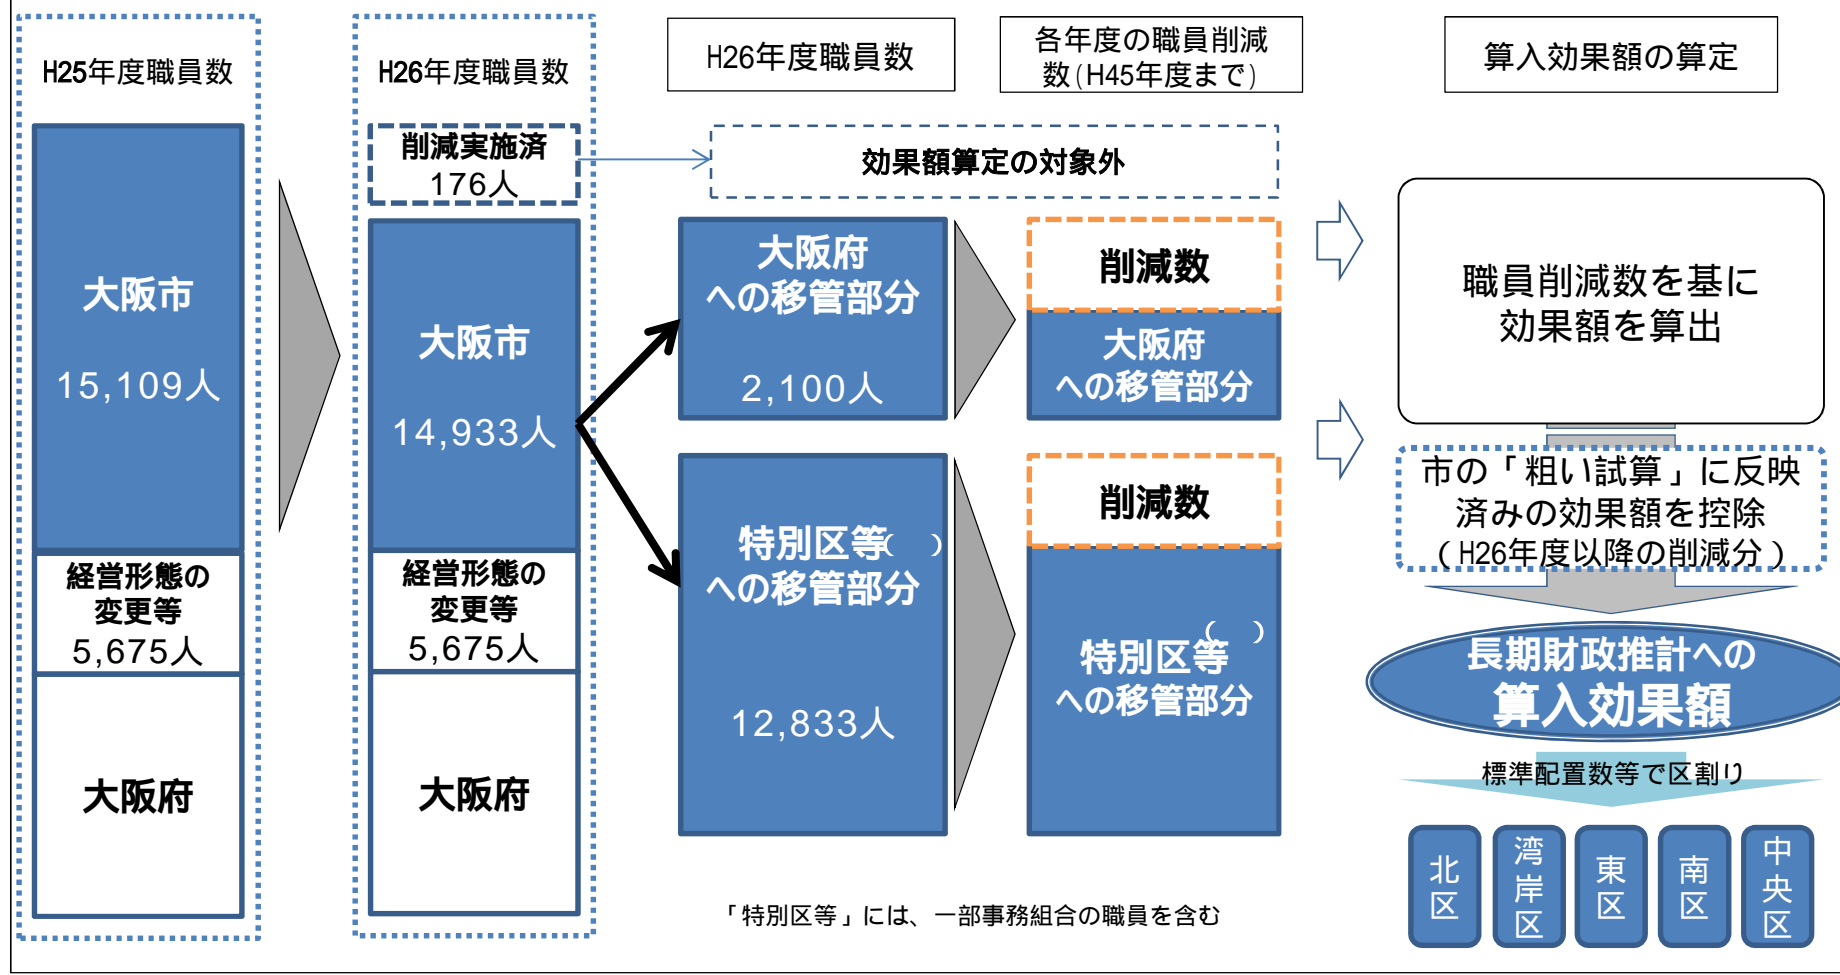 H25年度職員数
大阪市
15,109人
経営形態の
変更等
5,675人
大阪府
H26年度職員数
削減実施済
176人
大阪市
14,933人
経営形態の
変更等
5,675人
大阪府
H26年度職員数
各年度の職員削減
数(H45年度まで)
効果額算定の対象外
大阪府
への移管部分
2,100人
削減数
大阪府
への移管部分
特別区等( )
への移管部分
12,833人
削減数
( )
特別区等
への移管部分
「特別区等」には、一部事務組合の職員を含む
算入効果額の算定
職員削減数を基に
効果額を算出
市の「粗い試算」に反映
済みの効果額を控除
(H26年度以降の削減分)
長期財政推計への
算入効果額
標準配置数等で区割り
北区
湾岸区
東区
南区
中央区